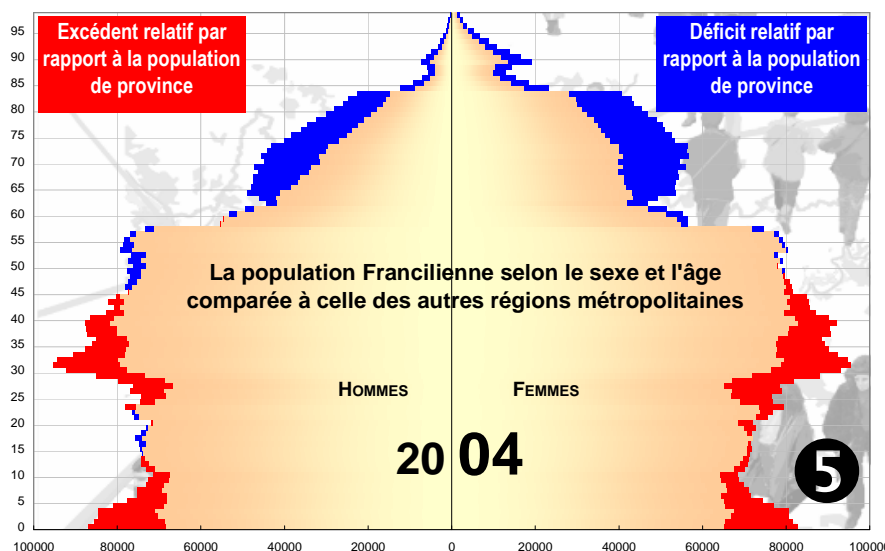 Excédent relatif par
rapport à la population
de province
Déficit relatif par
rapport à la population
de province
95
90
85
80
75
70
65
60
55
50
45
40
35
30
25
20
15
10
5
0
La population Francilienne selon le sexe et l'âge
comparée à celle des autres régions métropolitaines
HOMMES FEMMES
20 04
5
100000 80000 60000 40000 20000 0 20000 40000 60000 80000 100000